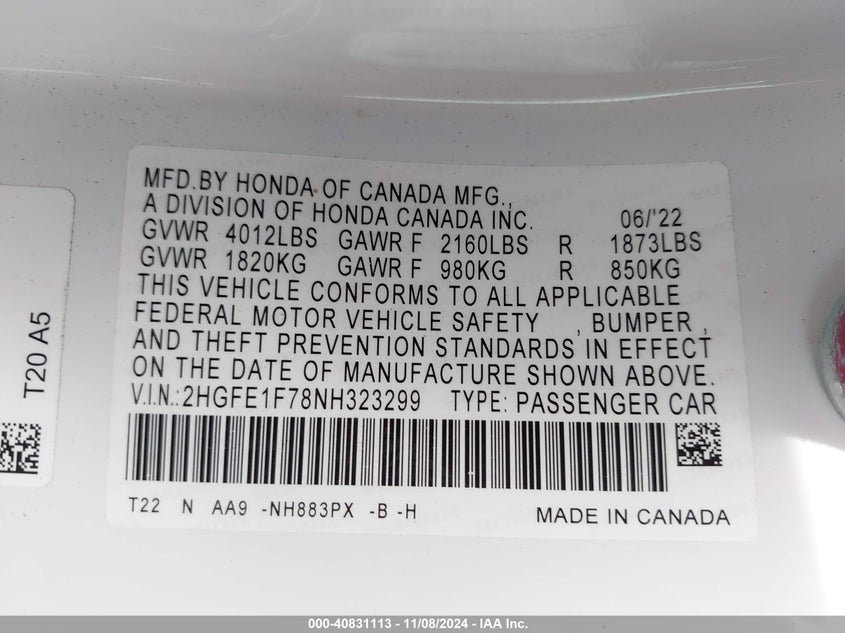 MFD.BY HONDA OF CANADA MFG.,
A DIVISION OF HONDA CANADA INC. 06/'22
GVWR 4012LBS GAWR F 2160LBS R 1873LBS
GVWR 1820KG GAWR F 980KG R 850KG
THIS VEHICLE CONFORMS TO ALL APPLICABLE
FEDERAL MOTOR VEHICLE SAFETY , BUMPER ,
AND THEFT PREVENTION STANDARDS IN EFFECT
ON THE DATE OF MANUFACTURE SHOWN ABOVE.
V.I.N.:2HGFE1F78NH323299 TYPE: PASSENGER CAR
T22 N AA9 -NH883PX -B -H
MADE IN CANADA
T20 A5
000-40831113 - 11/08/2024 - IAA Inc.